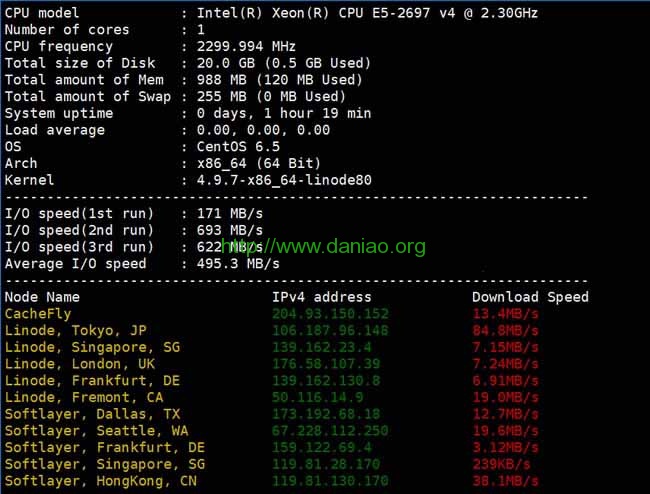 CPU model : Intel(R) Xeon(R) CPU E5-2697 v4 @ 2.30GHz
Number of cores : 1
CPU frequency : 2299.994 MHz
Total size of Disk : 20.0 GB (0.5 GB Used)
Total amount of Mem : 988 MB (120 MB Used)
Total amount of Swap : 255 MB (0 MB Used)
System uptime : 0 days, 1 hour 19 min
Load average : 0.00, 0.00, 0.00
OS : CentOS 6.5
Arch : x86_64 (64 Bit)
Kernel : 4.9.7-x86_64-linode80
----------------------------------------------------------------------
I/O speed(1st run) : 171 MB/s
I/O speed(2nd run) : 693 MB/s
I/O speed(3rd run) : 622 MB/s
http://www.daniao.org
Average I/O speed : 495.3 MB/s
----------------------------------------------------------------------
Node Name IPv4 address Download Speed
CacheFly 204.93.150.152 13.4MB/s
Linode, Tokyo, JP 106.187.96.148 84.8MB/s
Linode, Singapore, SG 139.162.23.4 7.15MB/s
Linode, London, UK 176.58.107.39 7.24MB/s
Linode, Frankfurt, DE 139.162.130.8 6.91MB/s
Linode, Fremont, CA 50.116.14.9 19.0MB/s
Softlayer, Dallas, TX 173.192.68.18 12.7MB/s
Softlayer, Seattle, WA 67.228.112.250 19.6MB/s
Softlayer, Frankfurt, DE 159.122.69.4 3.12MB/s
Softlayer, Singapore, SG 119.81.28.170 239KB/s
Softlayer, HongKong, CN 119.81.130.170 38.1MB/s